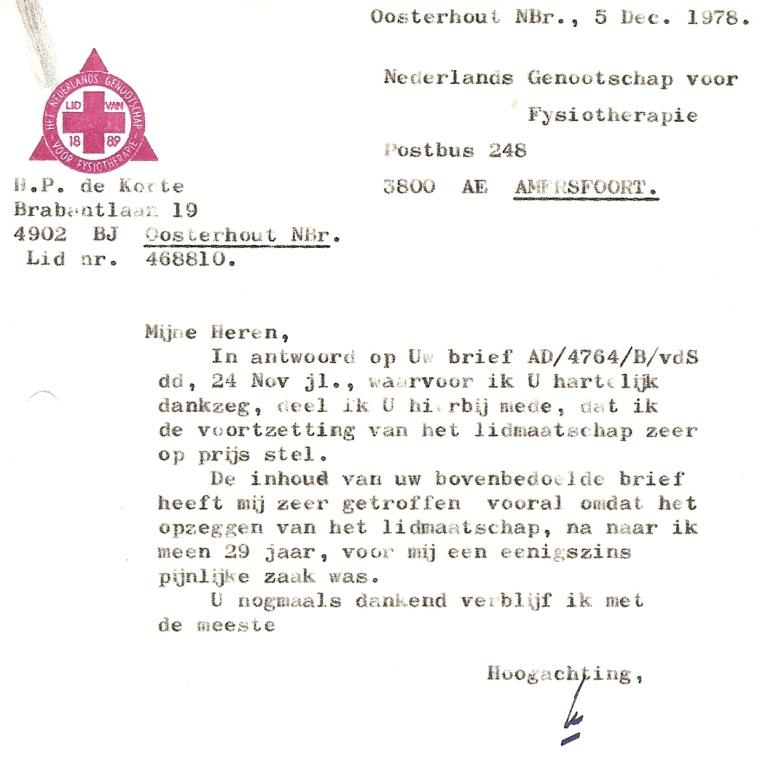 Oosterhout NBr., 5 Dec. 1978.
Nederlands Genootschap voor
Fysiotherapie
Postbus 248
3800 AE AMERSFOORT.
HET NEDERLANDS GENOOTSCHAP
LID VAN
18 89
VOOR FYSIOTHERAPIE
H.P. de Korte
Brabantlaan 19
4902 BJ Oosterhout NBr.
Lid nr. 468810.
Mijne Heren,
In antwoord op Uw brief AD/4764/B/vdS
dd, 24 Nov jl., waarvoor ik U hartelijk
dankzeg, deel ik U hierbij mede, dat ik
de voortzetting van het lidmaatschap zeer
op prijs stel.
De inhoud van uw bovenbedoelde brief
heeft mij zeer getroffen vooral omdat het
opzeggen van het lidmaatschap, na naar ik
meen 29 jaar, voor mij een eenigszins
pijnlijke zaak was.
U nogmaals dankend verblijf ik met
de meeste
Hoogachting,